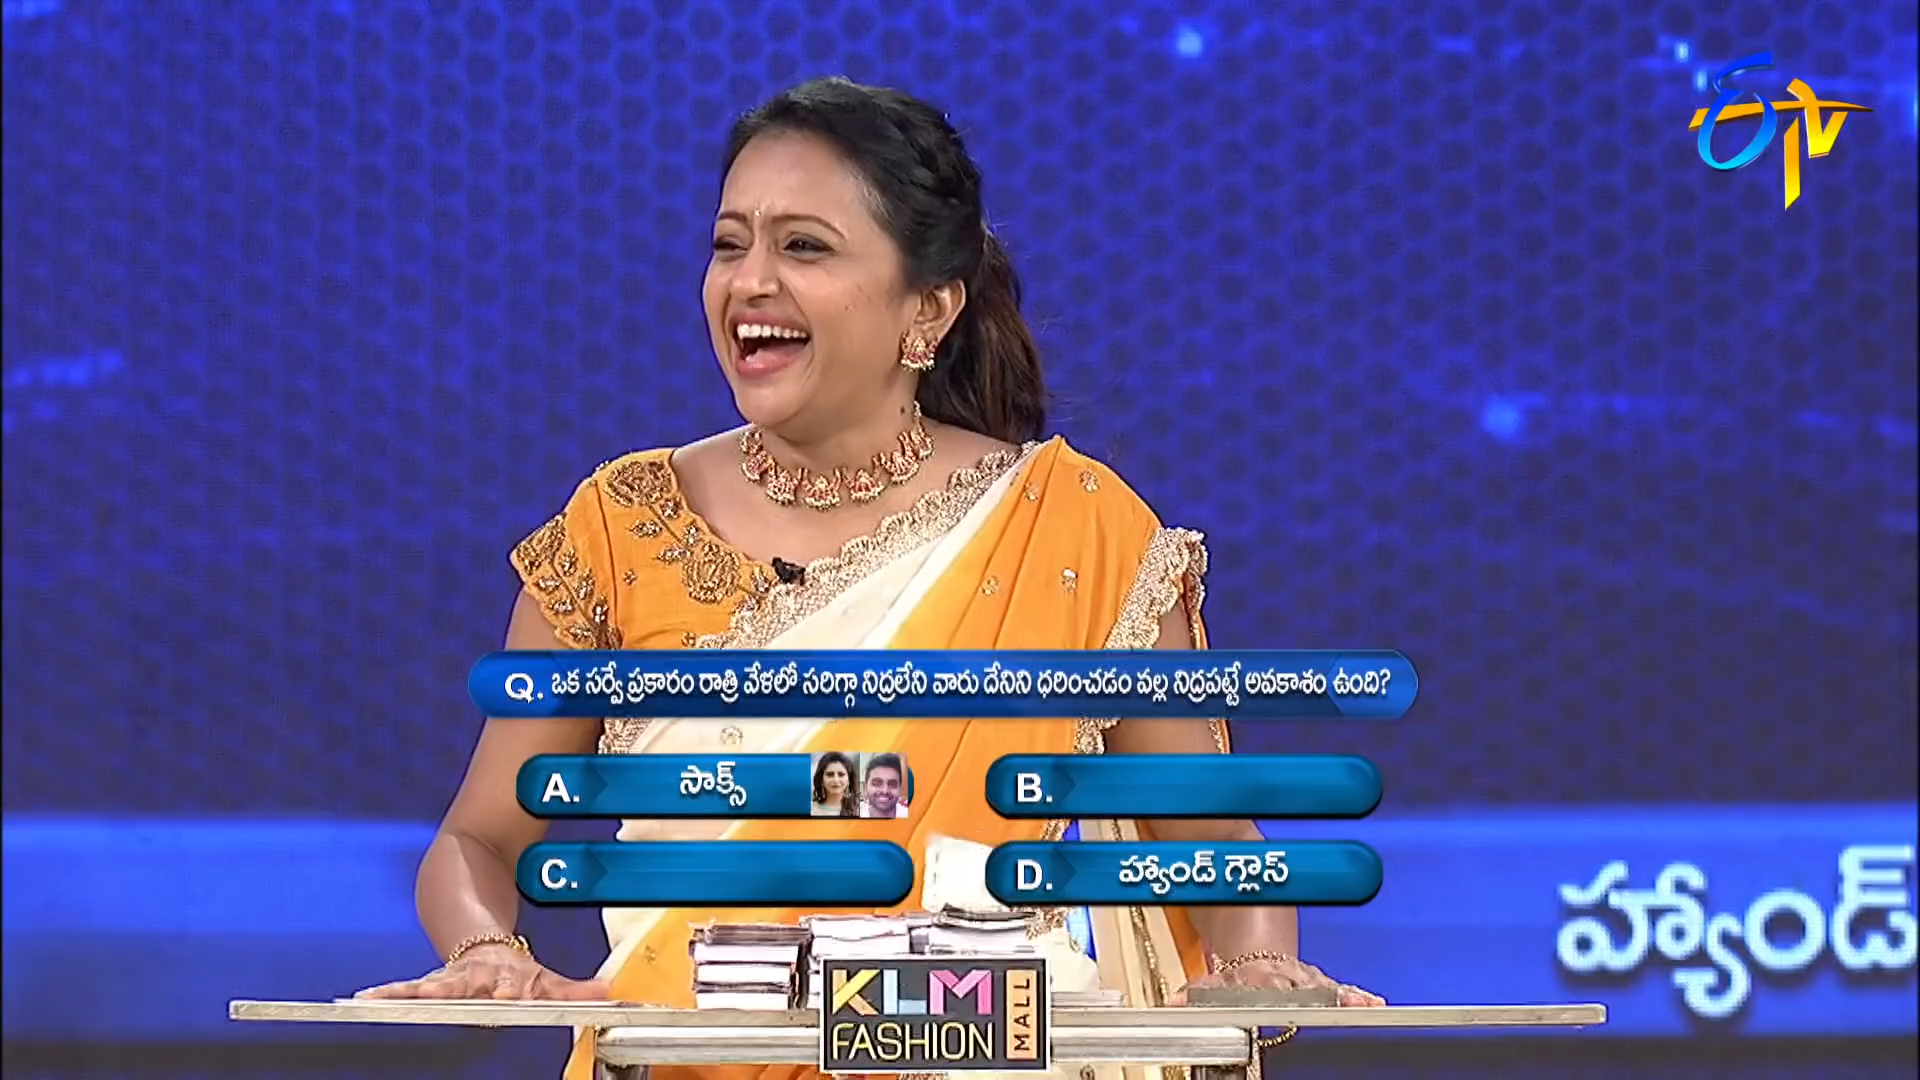 ETV
Q. ఒక సర్వే ప్రకారం రాత్రి వేళలో సరిగ్గా నిద్రలేని వారు దేనిని ధరించడం వల్ల నిద్రపట్టే అవకాశం ఉంది?
A. సాక్స్
B.
C.
D. హ్యాండ్ గ్లౌస్
హ్యాండ్
KLM
FASHION
MALL